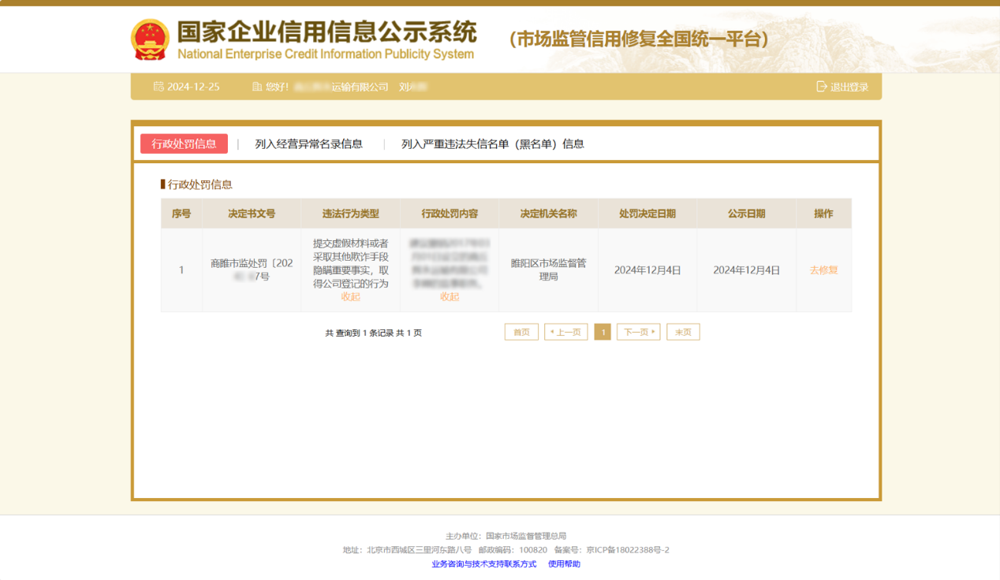 国家企业信用信息公示系统
National Enterprise Credit Information Publicity System
(市场监管信用修复全国统一平台)
2024-12-25 您好! 运输有限公司 刘
退出登录
行政处罚信息 | 列入经营异常名录信息 | 列入严重违法失信名单（黑名单）信息
行政处罚信息
序号 决定书文号 违法行为类型 行政处罚内容 决定机关名称 处罚决定日期 公示日期 操作
1
商睢市监处罚〔202
7号
提交虚假材料或者
采取其他欺诈手段
隐瞒重要事实，取
得公司登记的行为
收起
收起
睢阳区市场监督管
理局
2024年12月4日
2024年12月4日
去修复
共 查询到 1 条记录 共 1 页
首页 上一页 1 下一页 末页
主办单位：国家市场监督管理总局
地址：北京市西城区三里河东路八号 邮政编码：100820 备案号：京ICP备18022388号-2
业务咨询与技术支持联系方式 使用帮助